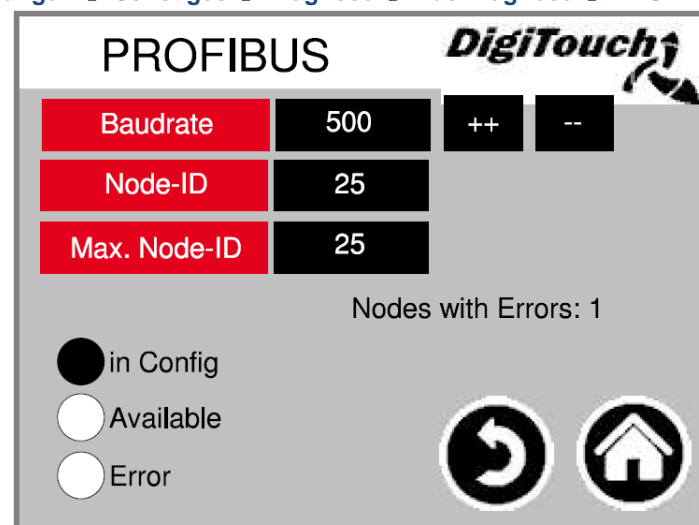 PROFIBUS
DigiTouch
Baudrate 500 ++ --
Node-ID 25
Max. Node-ID 25
Nodes with Errors: 1
in Config
Available
Error